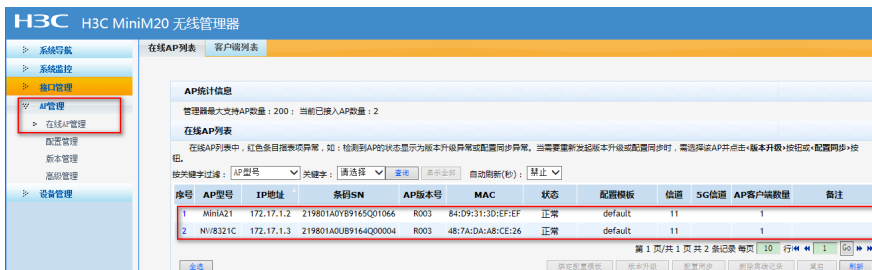 H3C H3C MiniM20 无线管理器
系统导航
系统监控
接口管理
AP管理
在线AP管理
配置管理
版本管理
高级管理
设备管理
在线AP列表 客户端列表
AP统计信息
管理器最大支持AP数量：200； 当前已接入AP数量：2
在线AP列表
在线AP列表中，红色条目指表项异常，如：检测到AP的状态显示为版本升级异常或配置同步异常。当需要重新发起版本升级或配置同步时，需选择该AP并点击<版本升级>按钮或<配置同步>按
钮。
按关键字过滤： AP型号 关键字： 请选择 查询 显示全部 自动刷新(秒)： 禁止
序号 AP型号 IP地址 条码SN AP版本号 MAC 状态 配置模板 信道 5G信道 AP客户端数量 备注
1 MiniA21 172.17.1.2 219801A0YB9165Q01066 R003 84:D9:31:3D:EF:EF 正常 default 11 1
2 NW8321C 172.17.1.3 219801A0UB9164Q00004 R003 48:7A:DA:A8:CE:26 正常 default 11 1
第 1 页/共 1 页 共 2 条记录 每页 10 行 1 Go
全选 绑定配置模板 版本升级 配置同步 删除离线记录 重启 刷新